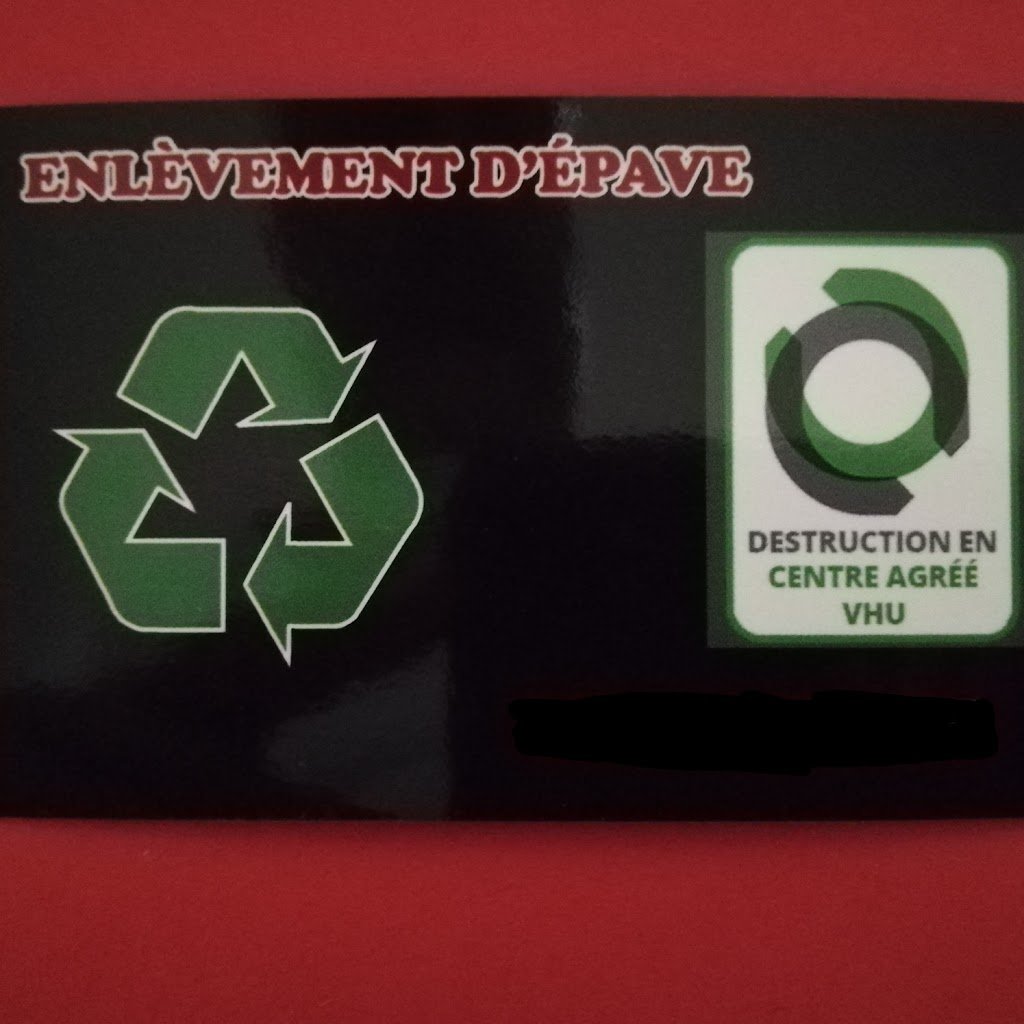 ENLÈVEMENT D'ÉPAVE
DESTRUCTION EN
CENTRE AGRÉÉ
VHU